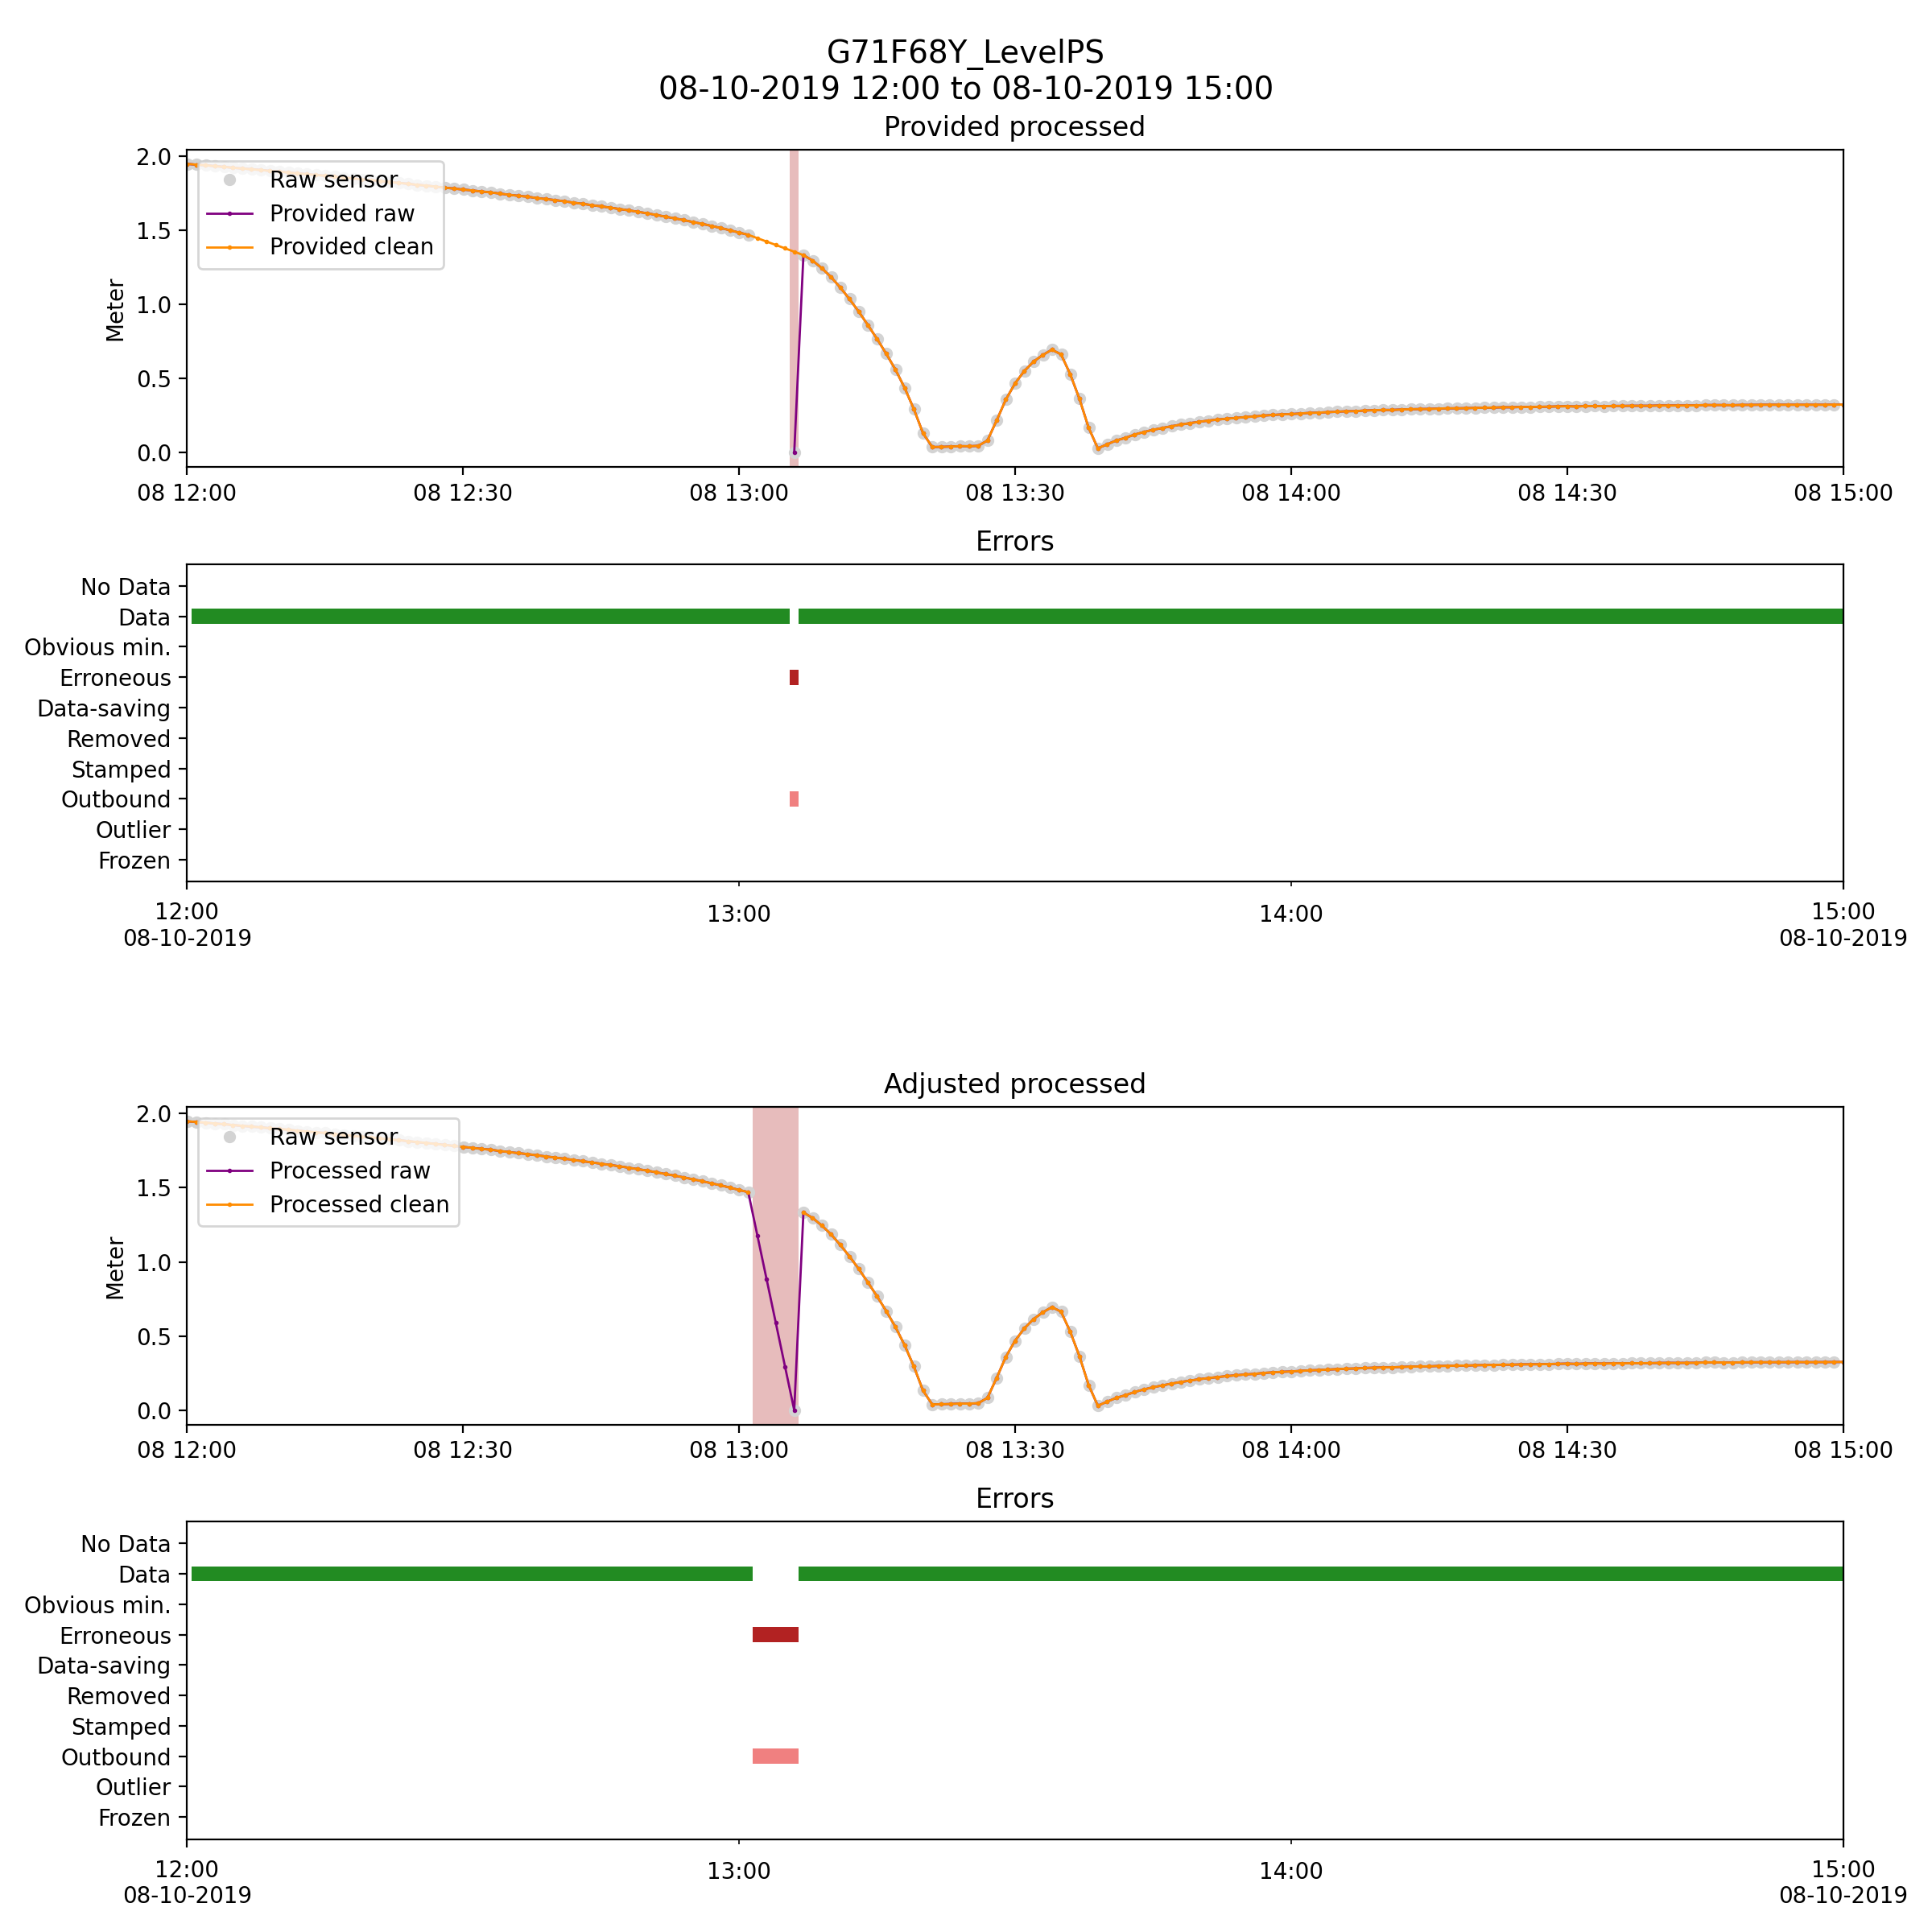 G71F68Y_LevelPS
08-10-2019 12:00 to 08-10-2019 15:00
Provided processed
Raw sensor
Provided raw
Provided clean
Meter
2.0
1.5
1.0
0.5
0.0
08 12:00 08 12:30 08 13:00 08 13:30 08 14:00 08 14:30 08 15:00
Errors
No Data
Data
Obvious min.
Erroneous
Data-saving
Removed
Stamped
Outbound
Outlier
Frozen
12:00 13:00 14:00 15:00
08-10-2019 08-10-2019
Adjusted processed
Raw sensor
Processed raw
Processed clean
Meter
2.0
1.5
1.0
0.5
0.0
08 12:00 08 12:30 08 13:00 08 13:30 08 14:00 08 14:30 08 15:00
Errors
No Data
Data
Obvious min.
Erroneous
Data-saving
Removed
Stamped
Outbound
Outlier
Frozen
12:00 13:00 14:00 15:00
08-10-2019 08-10-2019